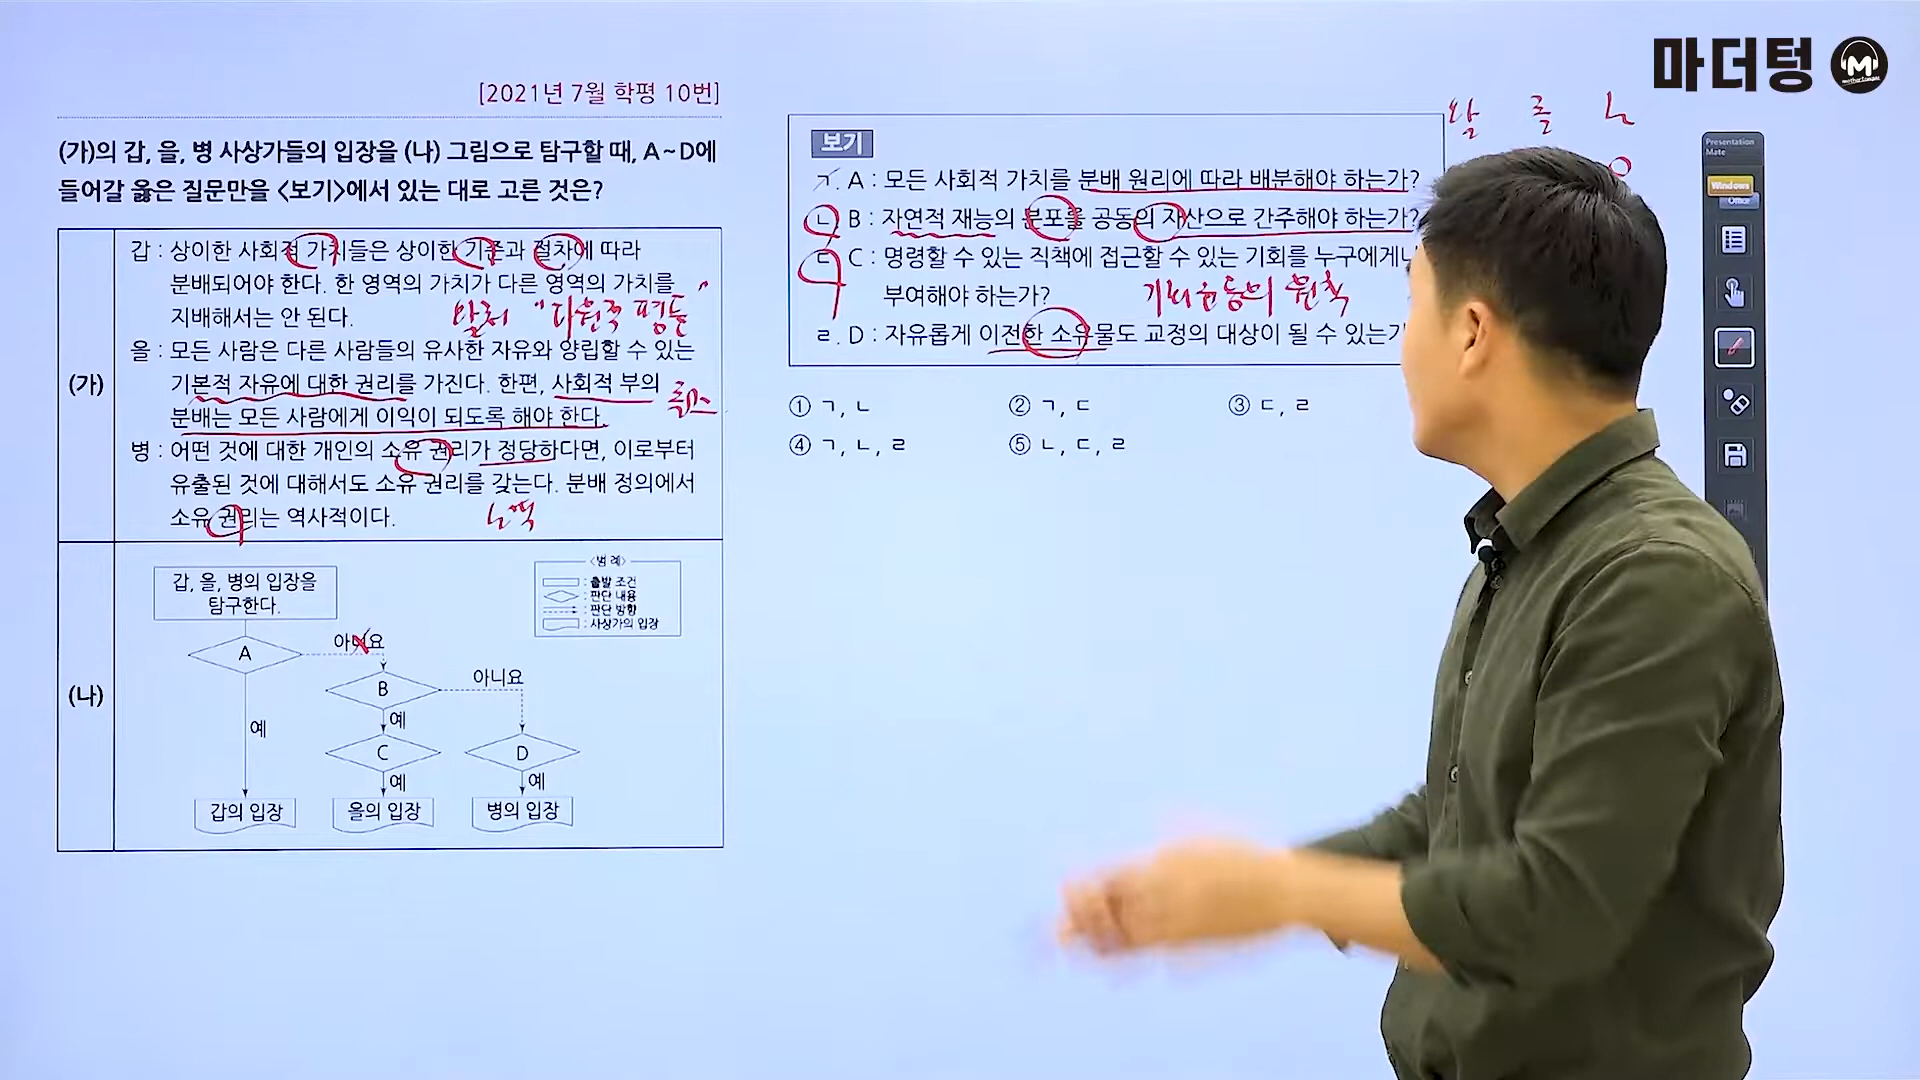 마더텅
[2021년 7월 학평 10번]
(가)의 갑, 을, 병 사상가들의 입장을 (나) 그림으로 탐구할 때, A~D에
들어갈 옳은 질문만을 <보기>에서 있는 대로 고른 것은?
(가)
갑 : 상이한 사회적 가치들은 상이한 기준과 절차에 따라
분배되어야 한다. 한 영역의 가치가 다른 영역의 가치를
지배해서는 안 된다.
왈처 "다원적 평등"
을 : 모든 사람은 다른 사람들의 유사한 자유와 양립할 수 있는
기본적 자유에 대한 권리를 가진다. 한편, 사회적 부의
분배는 모든 사람에게 이익이 되도록 해야 한다.
롤스
병 : 어떤 것에 대한 개인의 소유 권리가 정당하다면, 이로부터
유출된 것에 대해서도 소유 권리를 갖는다. 분배 정의에서
소유 권리는 역사적이다.
노직
(나)
갑, 을, 병의 입장을
탐구한다.
<범 례>
: 출발 조건
: 판단 내용
: 판단 방향
: 사상가의 입장
A
아니요
B
아니요
예
예
C
D
예
예
갑의 입장
을의 입장
병의 입장
왈 롤 노
보기
ㄱ. A : 모든 사회적 가치를 분배 원리에 따라 배분해야 하는가?
ㄴ. B : 자연적 재능의 분포를 공동의 자산으로 간주해야 하는가?
ㄷ. C : 명령할 수 있는 직책에 접근할 수 있는 기회를 누구에게나
부여해야 하는가?
기회균등의 원칙
ㄹ. D : 자유롭게 이전한 소유물도 교정의 대상이 될 수 있는가
① ㄱ, ㄴ
② ㄱ, ㄷ
③ ㄷ, ㄹ
④ ㄱ, ㄴ, ㄹ
⑤ ㄴ, ㄷ, ㄹ
Presentation
Mate
Windows
Office